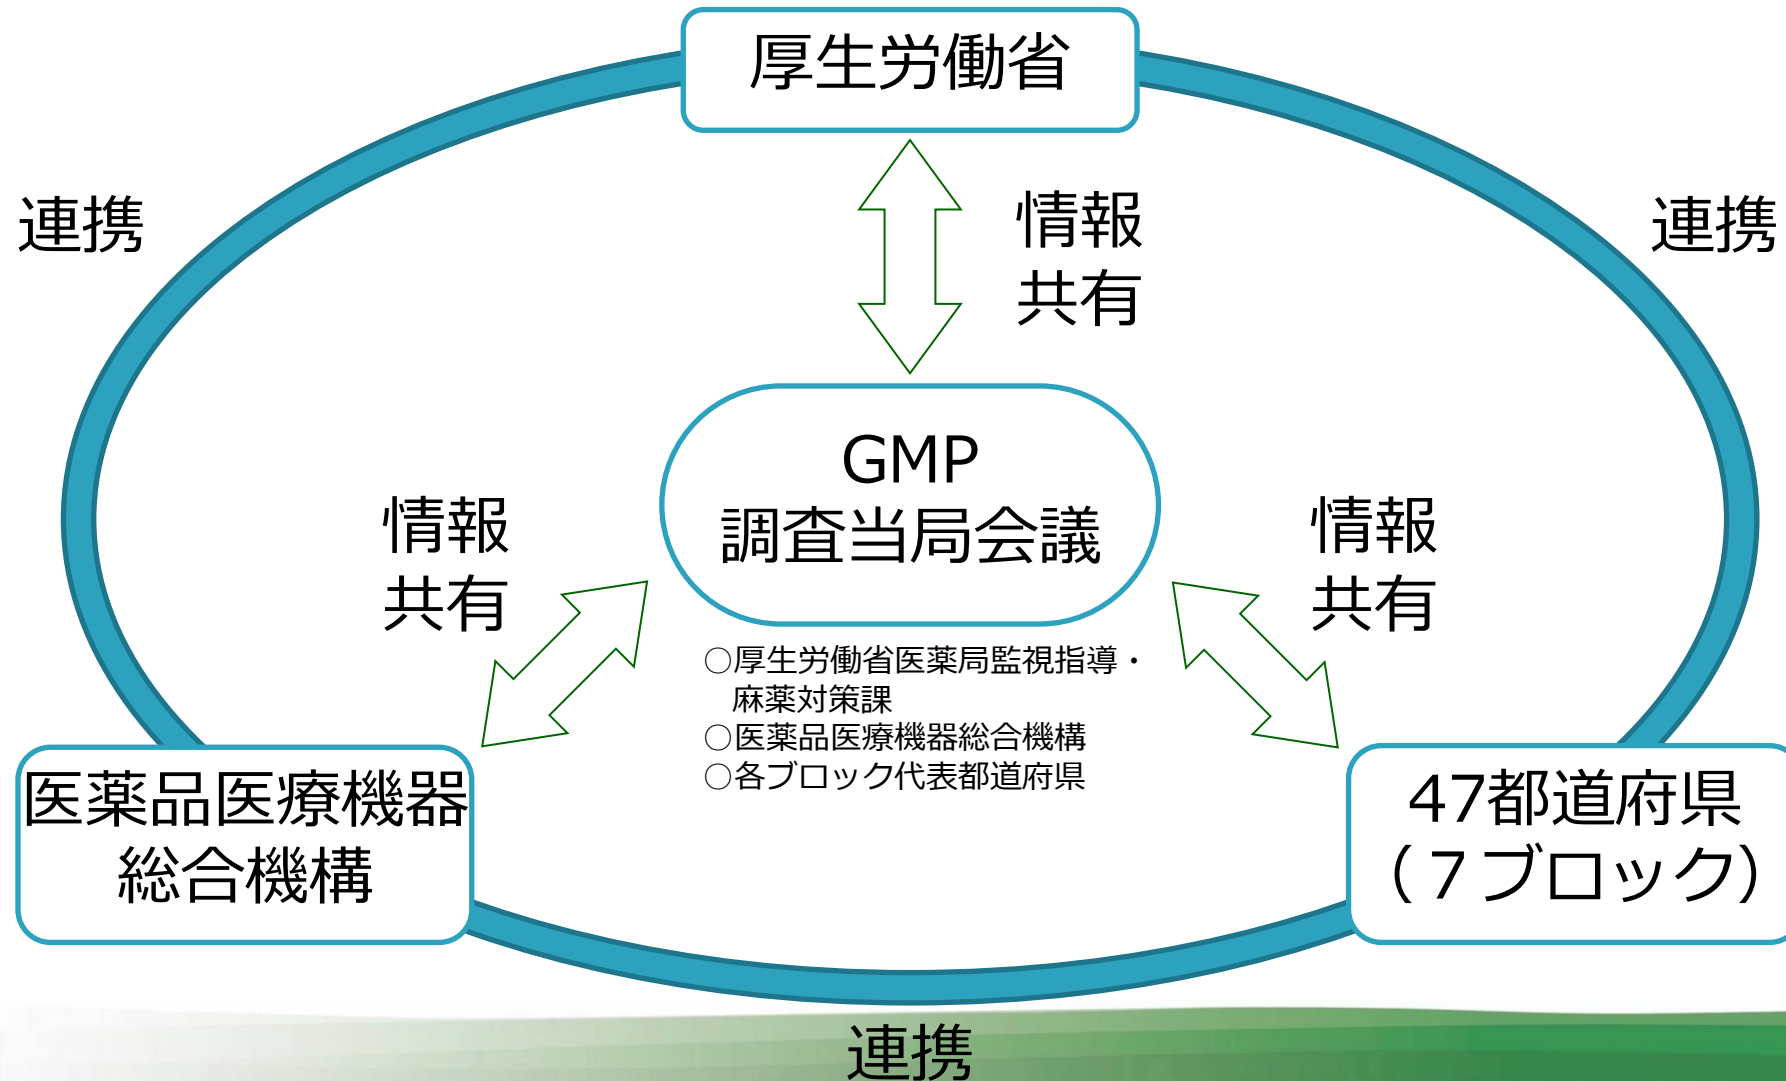 厚生労働省
連携
情報
共有
連携
GMP
調査当局会議
情報
共有
情報
共有
○厚生労働省医薬局監視指導・
麻薬対策課
○医薬品医療機器総合機構
○各ブロック代表都道府県
医薬品医療機器
総合機構
47都道府県
（７ブロック）
連携